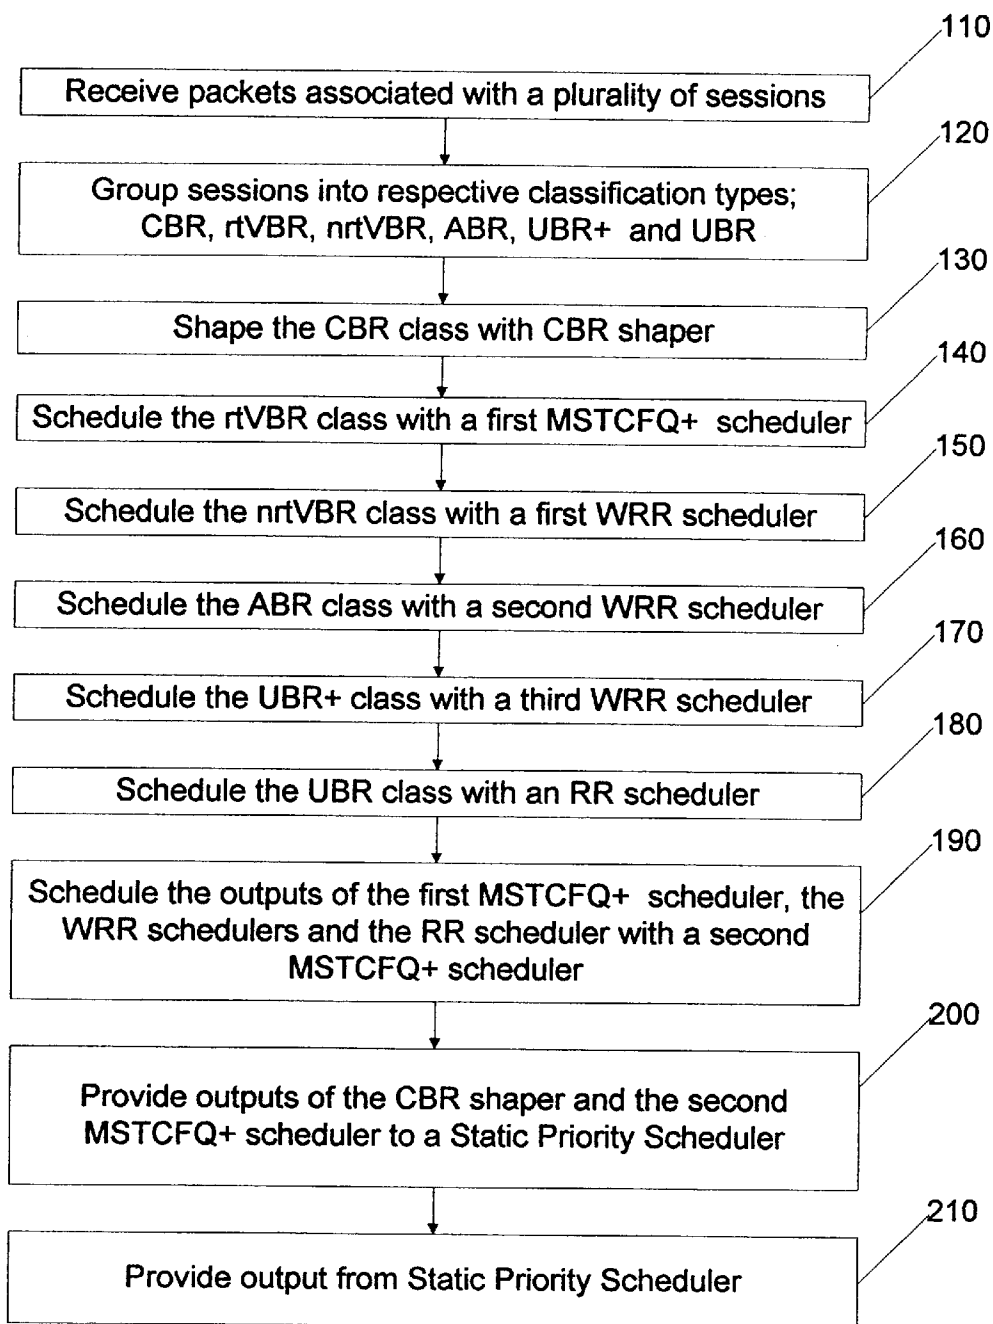 110
Receive packets associated with a plurality of sessions
120
Group sessions into respective classification types;
CBR, rtVBR, nrtVBR, ABR, UBR+ and UBR
130
Shape the CBR class with CBR shaper
140
Schedule the rtVBR class with a first MSTCFQ+ scheduler
150
Schedule the nrtVBR class with a first WRR scheduler
160
Schedule the ABR class with a second WRR scheduler
170
Schedule the UBR+ class with a third WRR scheduler
180
Schedule the UBR class with an RR scheduler
190
Schedule the outputs of the first MSTCFQ+ scheduler, the
WRR schedulers and the RR scheduler with a second
MSTCFQ+ scheduler
200
Provide outputs of the CBR shaper and the second
MSTCFQ+ scheduler to a Static Priority Scheduler
210
Provide output from Static Priority Scheduler